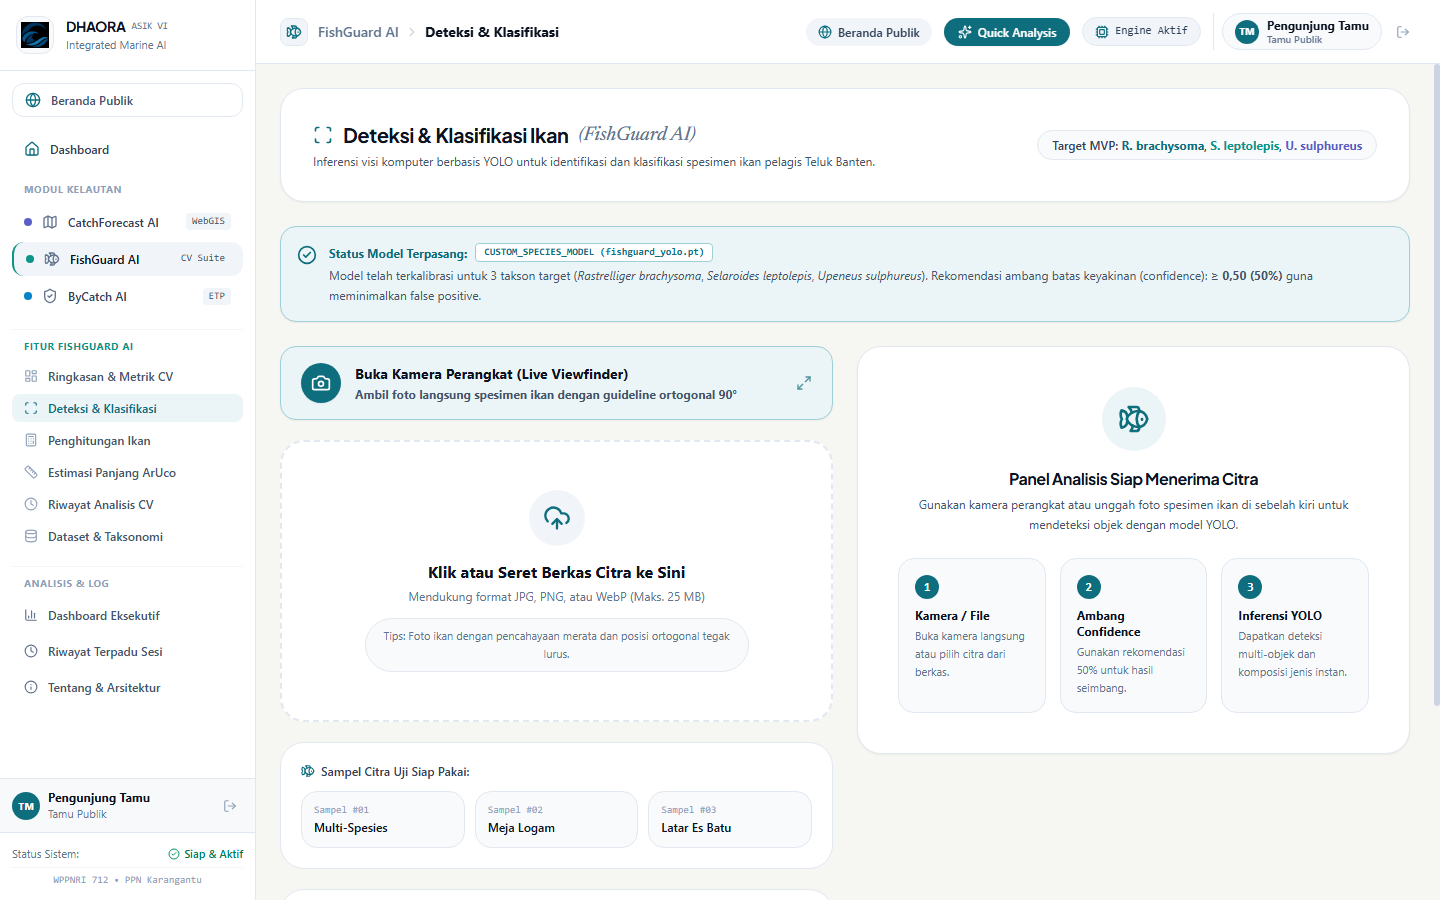 DHAORA ASIK VI
Integrated Marine AI
Beranda Publik
Dashboard
MODUL KELAUTAN
CatchForecast AI WebGIS
FishGuard AI CV Suite
ByCatch AI ETP
FITUR FISHGUARD AI
Ringkasan & Metrik CV
Deteksi & Klasifikasi
Penghitungan Ikan
Estimasi Panjang ArUco
Riwayat Analisis CV
Dataset & Taksonomi
ANALISIS & LOG
Dashboard Eksekutif
Riwayat Terpadu Sesi
Tentang & Arsitektur
TM Pengunjung Tamu
Tamu Publik
Status Sistem: Siap & Aktif
WPPNRI 712 • PPN Karangantu
FishGuard AI > Deteksi & Klasifikasi
Beranda Publik
Quick Analysis
Engine Aktif
TM Pengunjung Tamu
Tamu Publik
Deteksi & Klasifikasi Ikan (FishGuard AI)
Inferensi visi komputer berbasis YOLO untuk identifikasi dan klasifikasi spesimen ikan pelagis Teluk Banten.
Target MVP: R. brachysoma, S. leptolepis, U. sulphureus
Status Model Terpasang: CUSTOM_SPECIES_MODEL (fishguard_yolo.pt)
Model telah terkalibrasi untuk 3 takson target (Rastrelliger brachysoma, Selaroides leptolepis, Upeneus sulphureus). Rekomendasi ambang batas keyakinan (confidence): ≥ 0,50 (50%) guna
meminimalkan false positive.
Buka Kamera Perangkat (Live Viewfinder)
Ambil foto langsung spesimen ikan dengan guideline ortogonal 90°
Klik atau Seret Berkas Citra ke Sini
Mendukung format JPG, PNG, atau WebP (Maks. 25 MB)
Tips: Foto ikan dengan pencahayaan merata dan posisi ortogonal tegak
lurus.
Sampel Citra Uji Siap Pakai:
Sampel #01
Multi-Spesies
Sampel #02
Meja Logam
Sampel #03
Latar Es Batu
Panel Analisis Siap Menerima Citra
Gunakan kamera perangkat atau unggah foto spesimen ikan di sebelah kiri untuk
mendeteksi objek dengan model YOLO.
1
Kamera / File
Buka kamera langsung
atau pilih citra dari
berkas.
2
Ambang
Confidence
Gunakan rekomendasi
50% untuk hasil
seimbang.
3
Inferensi YOLO
Dapatkan deteksi
multi-objek dan
komposisi jenis instan.